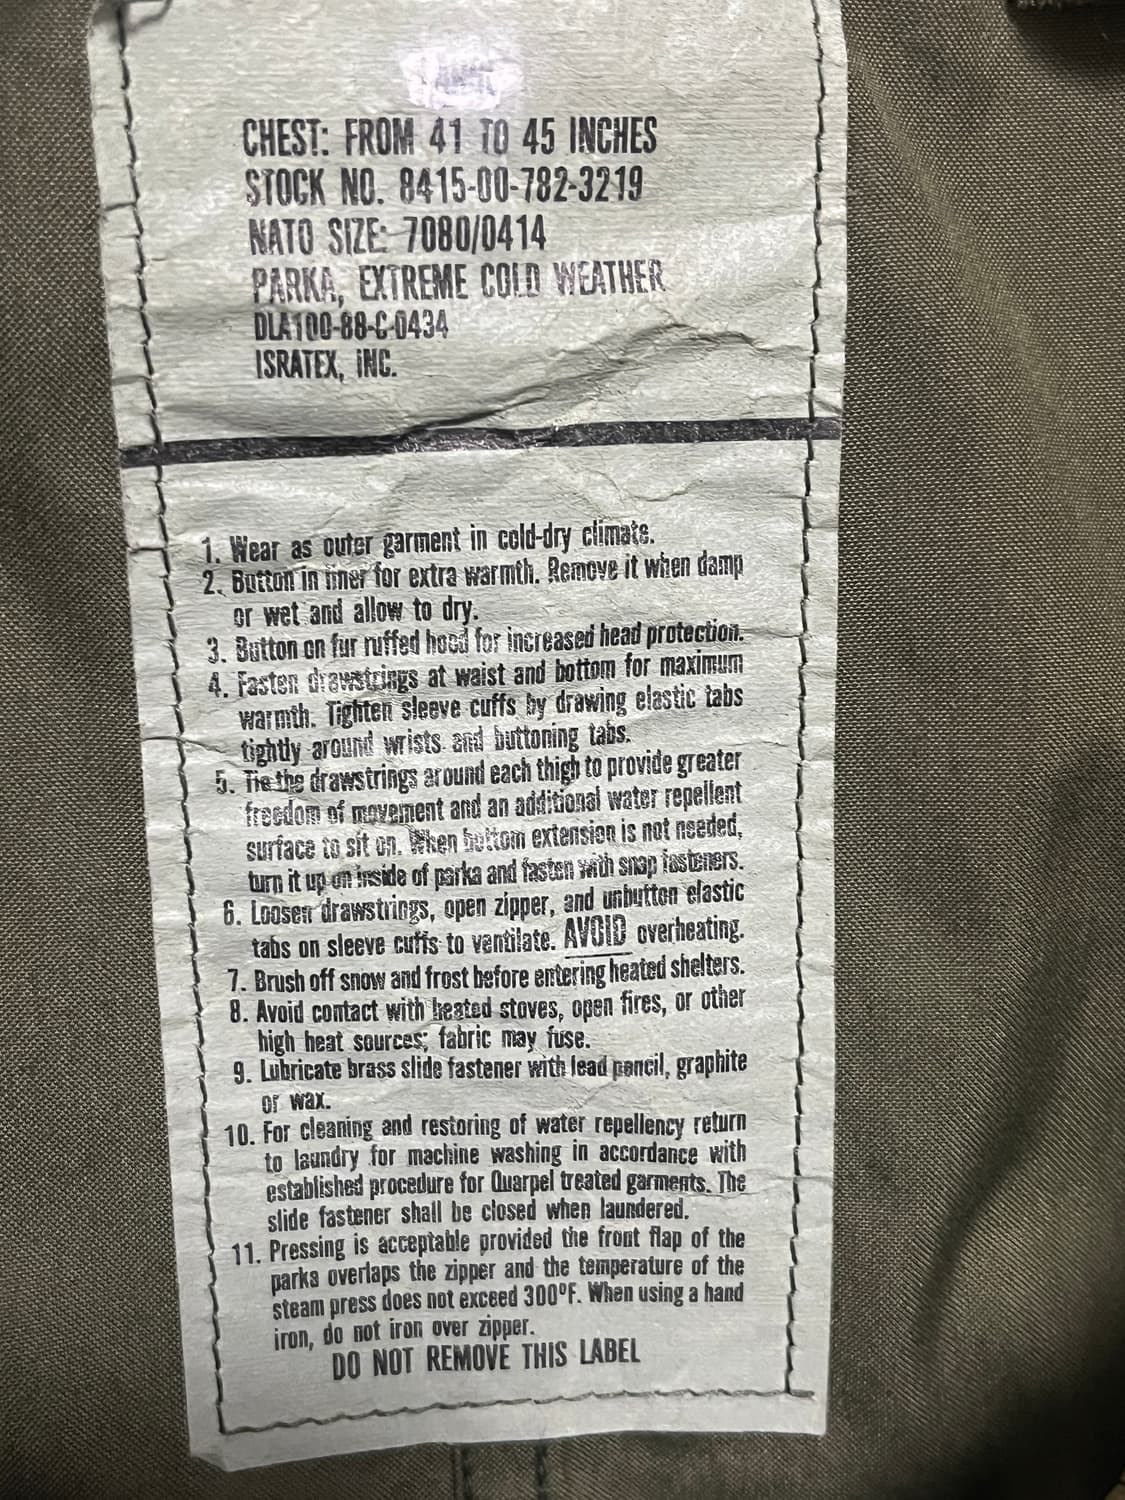 CHEST: FROM 41 TO 45 INCHES
STOCK NO. 8415-00-782-3219
NATO SIZE: 7080/0414
PARKA, EXTREME COLD WEATHER
DLA100-88-C-0434
ISRATEX, INC.
1. Wear as outer garment in cold-dry climate.
2. Button in liner for extra warmth. Remove it when damp
or wet and allow to dry.
3. Button on fur ruffed hood for increased head protection.
4. Fasten drawstrings at waist and bottom for maximum
warmth. Tighten sleeve cuffs by drawing elastic tabs
tightly around wrists and buttoning tabs.
5. Tie the drawstrings around each thigh to provide greater
freedom of movement and an additional water repellent
surface to sit on. When bottom extension is not needed,
turn it up on inside of parka and fasten with snap fasteners.
6. Loosen drawstrings, open zipper, and unbutton elastic
tabs on sleeve cuffs to ventilate. AVOID overheating.
7. Brush off snow and frost before entering heated shelters.
8. Avoid contact with heated stoves, open fires, or other
high heat sources; fabric may fuse.
9. Lubricate brass slide fastener with lead pencil, graphite
or wax.
10. For cleaning and restoring of water repellency return
to laundry for machine washing in accordance with
established procedure for Quarpel treated garments. The
slide fastener shall be closed when laundered.
11. Pressing is acceptable provided the front flap of the
parka overlaps the zipper and the temperature of the
steam press does not exceed 300°F. When using a hand
iron, do not iron over zipper.
DO NOT REMOVE THIS LABEL